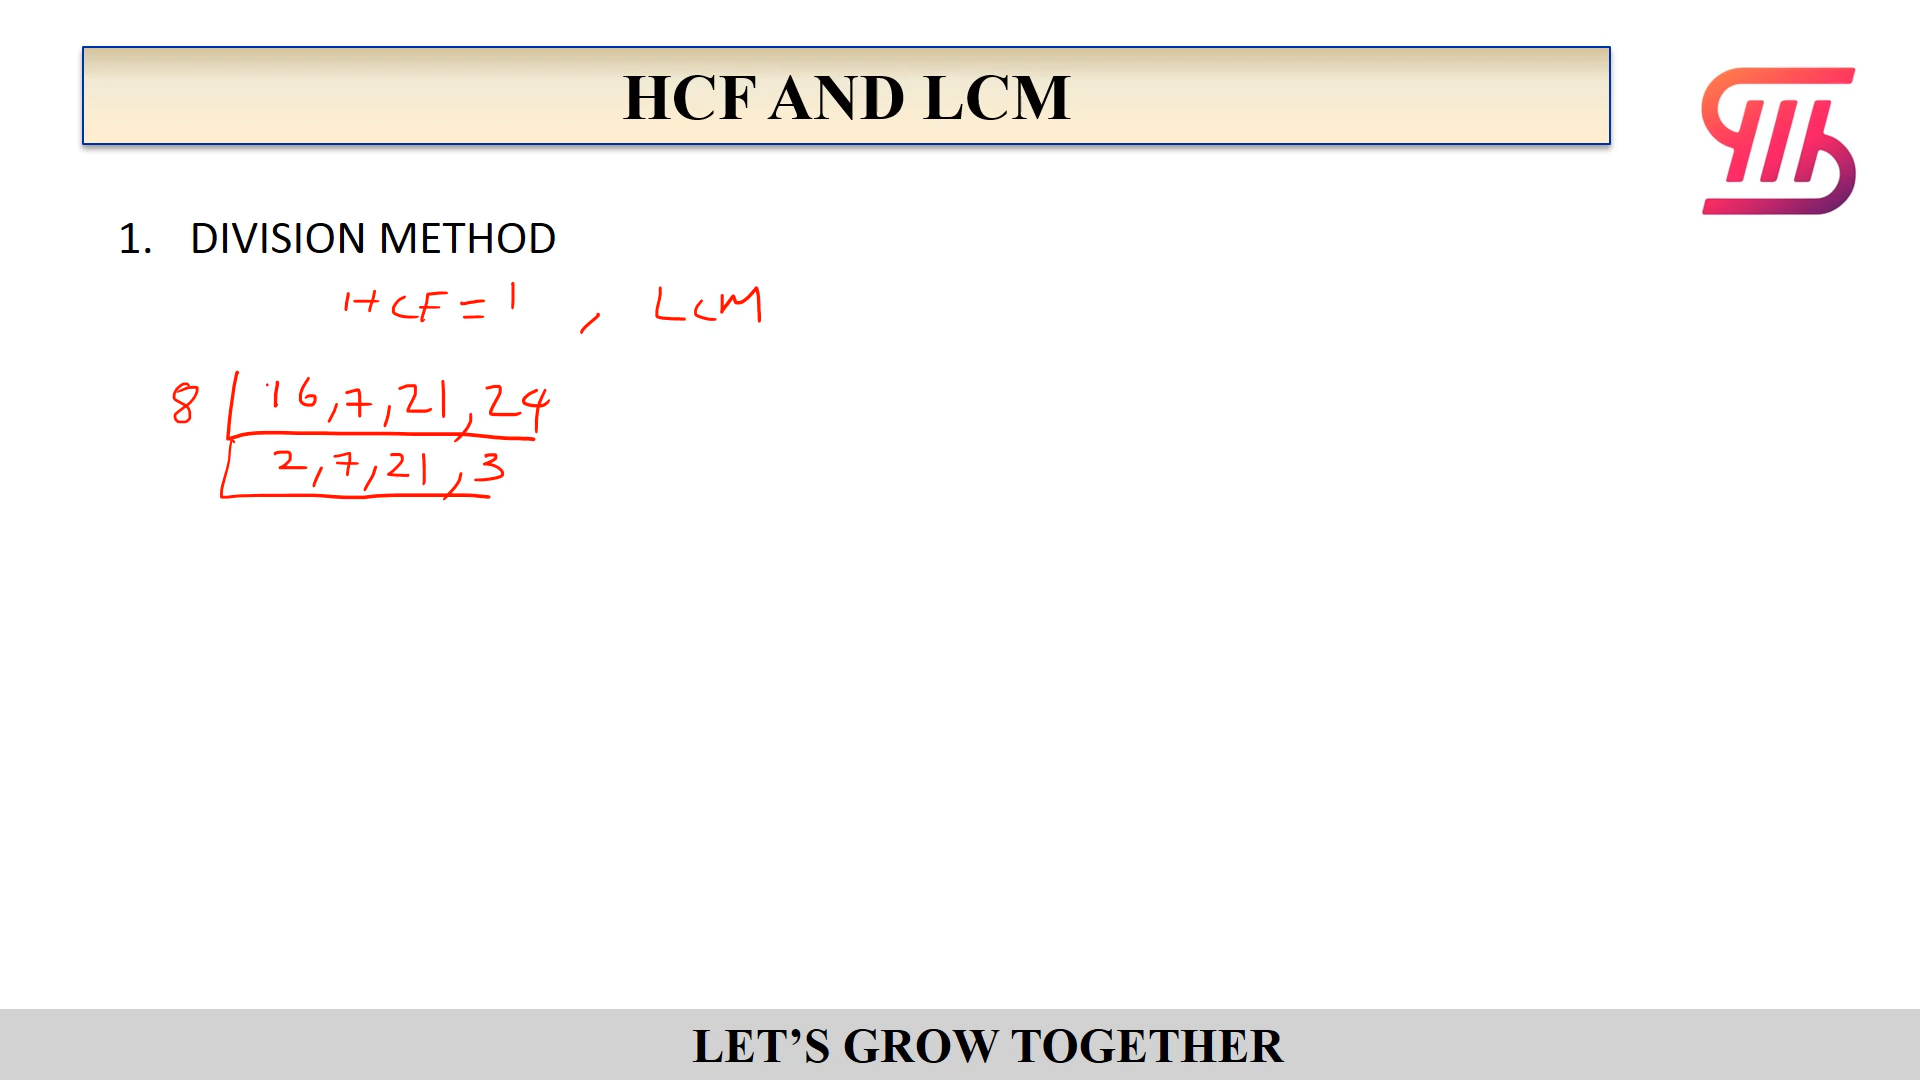 HCF AND LCM
1. DIVISION METHOD
HCF = 1 , LCM
8 16, 7, 21, 24
2, 7, 21, 3
LET’S GROW TOGETHER